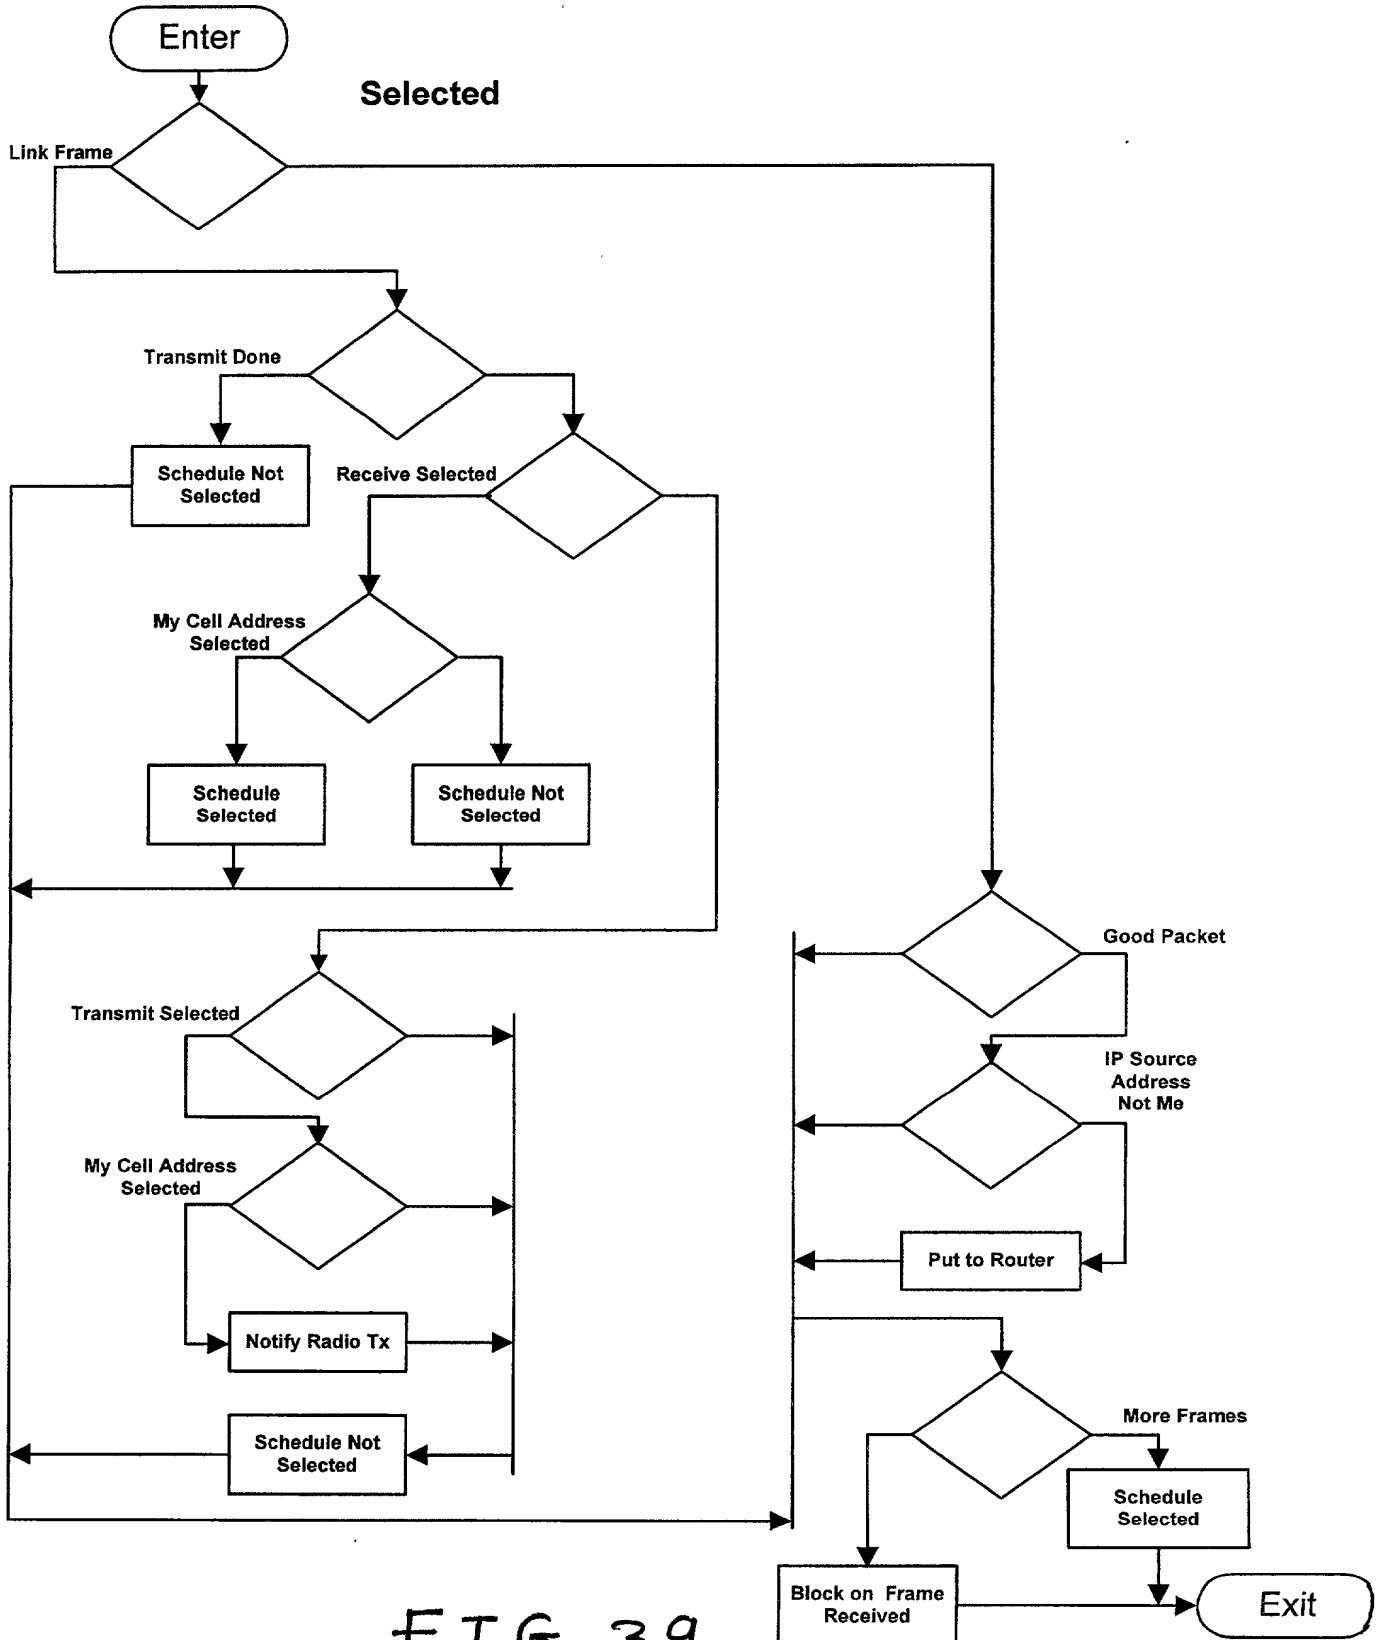 Enter
Selected
Link Frame
Transmit Done
Schedule Not
Selected
Receive Selected
My Cell Address
Selected
Schedule
Selected
Schedule Not
Selected
Good Packet
Transmit Selected
IP Source
Address
Not Me
My Cell Address
Selected
Put to Router
Notify Radio Tx
More Frames
Schedule Not
Selected
Schedule
Selected
Block on Frame
Received
Exit
FIG 39